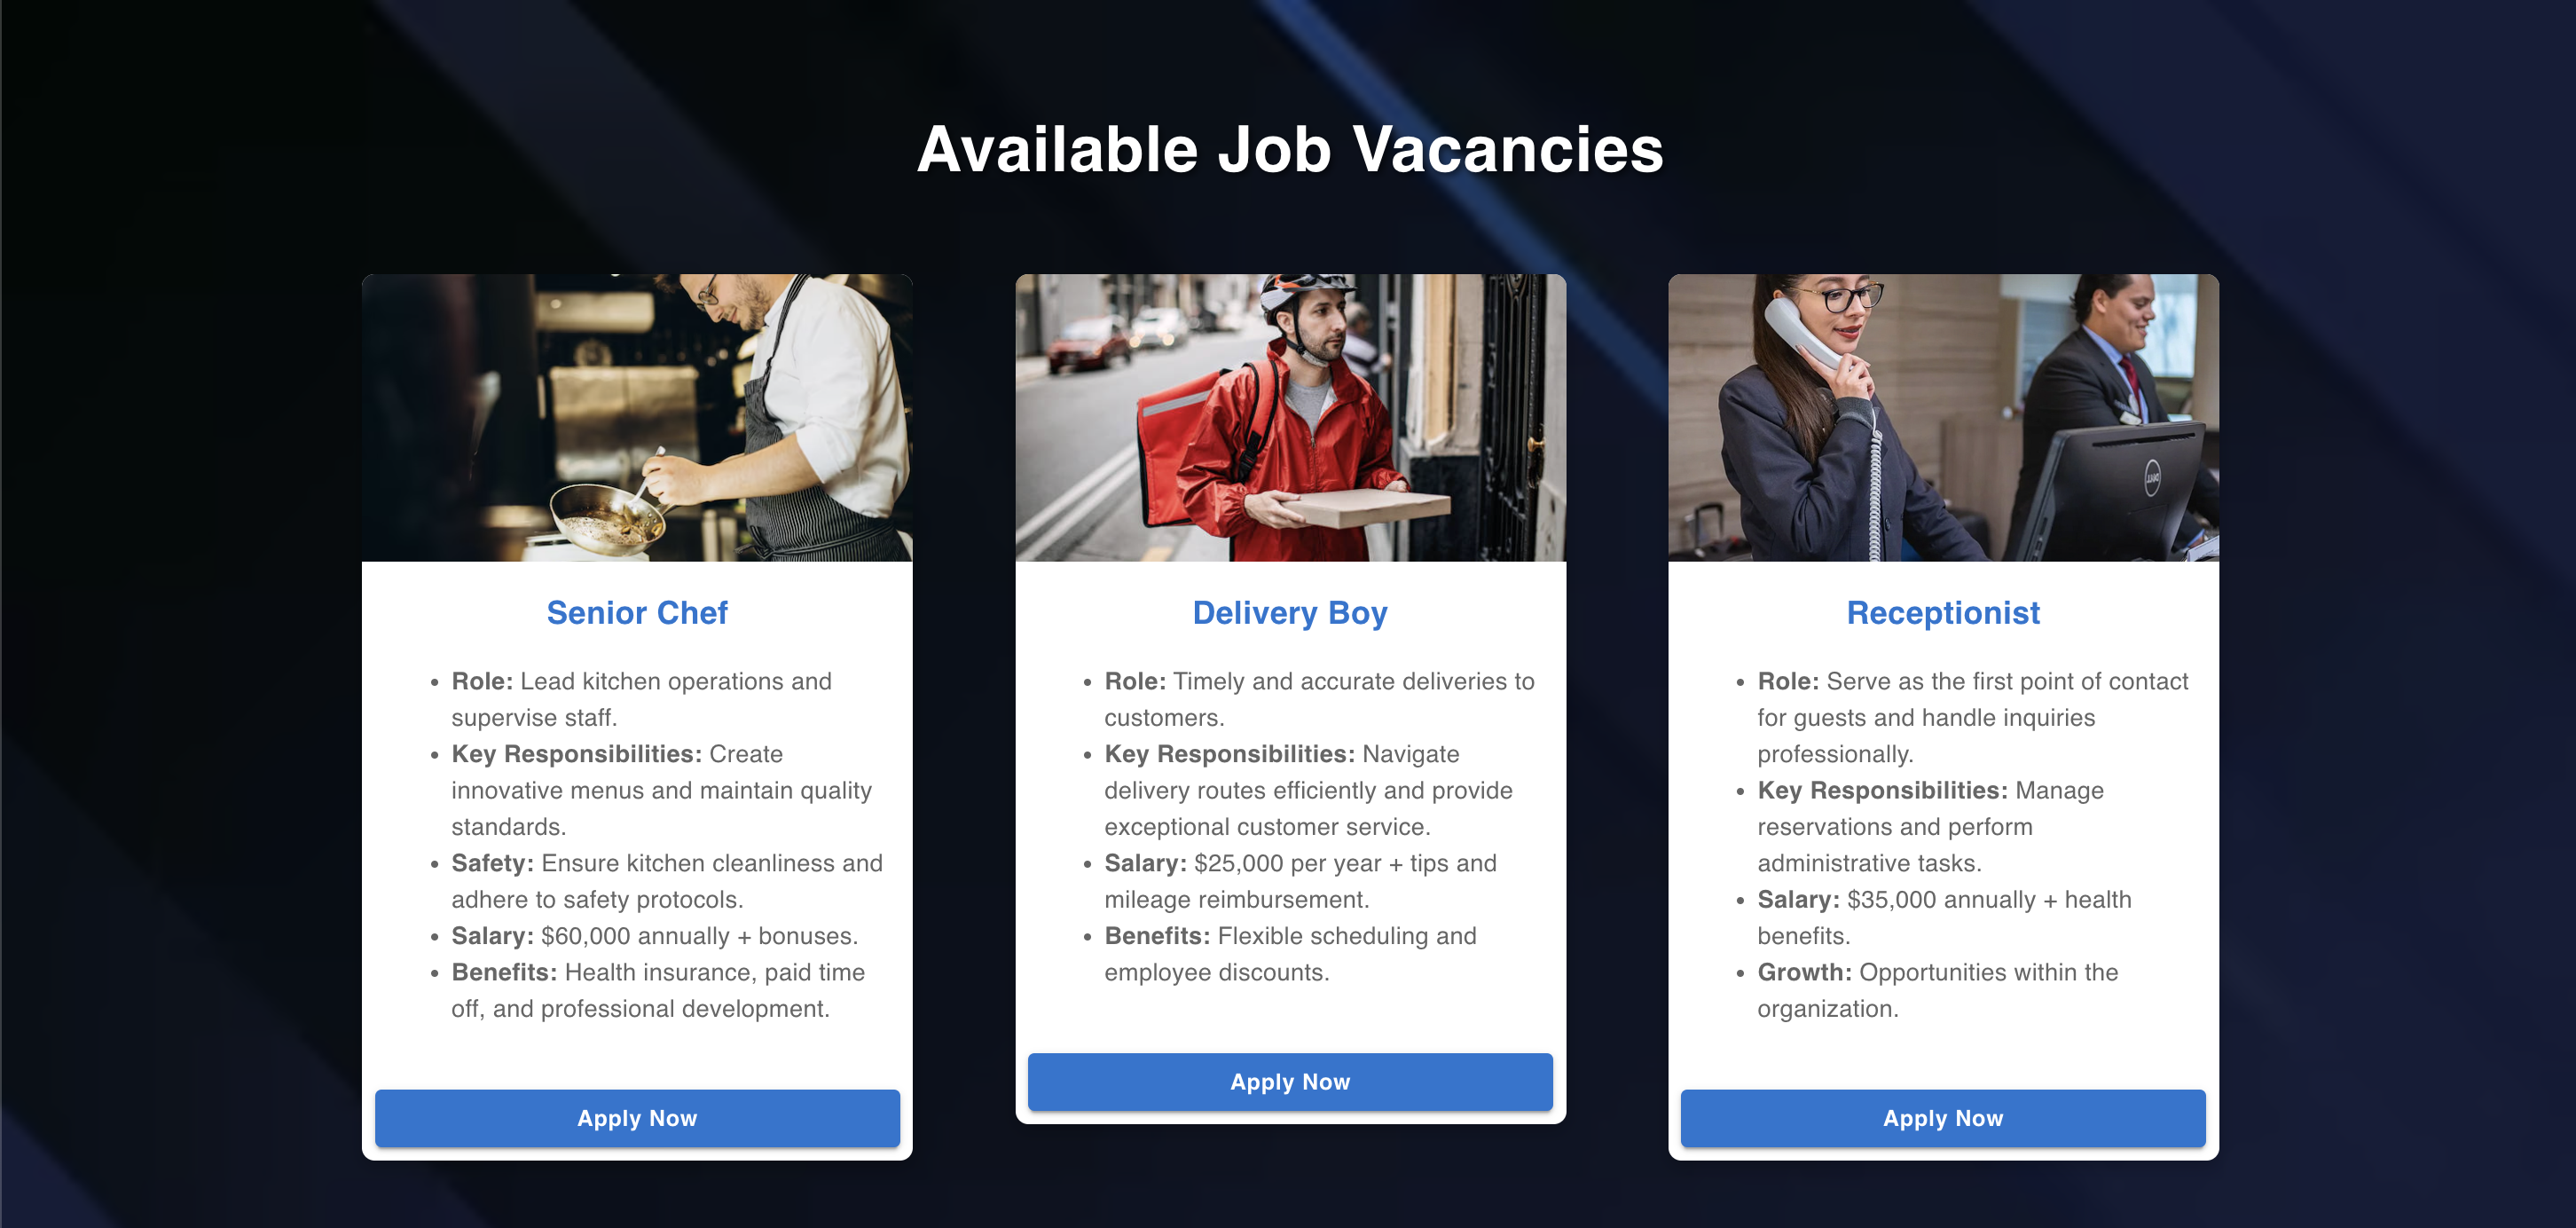 Available Job Vacancies
Senior Chef
• Role: Lead kitchen operations and
supervise staff.
• Key Responsibilities: Create
innovative menus and maintain quality
standards.
• Safety: Ensure kitchen cleanliness and
adhere to safety protocols.
• Salary: $60,000 annually + bonuses.
• Benefits: Health insurance, paid time
off, and professional development.
Apply Now
Delivery Boy
• Role: Timely and accurate deliveries to
customers.
• Key Responsibilities: Navigate
delivery routes efficiently and provide
exceptional customer service.
• Salary: $25,000 per year + tips and
mileage reimbursement.
• Benefits: Flexible scheduling and
employee discounts.
Apply Now
DELL
Receptionist
• Role: Serve as the first point of contact
for guests and handle inquiries
professionally.
• Key Responsibilities: Manage
reservations and perform
administrative tasks.
• Salary: $35,000 annually + health
benefits.
• Growth: Opportunities within the
organization.
Apply Now